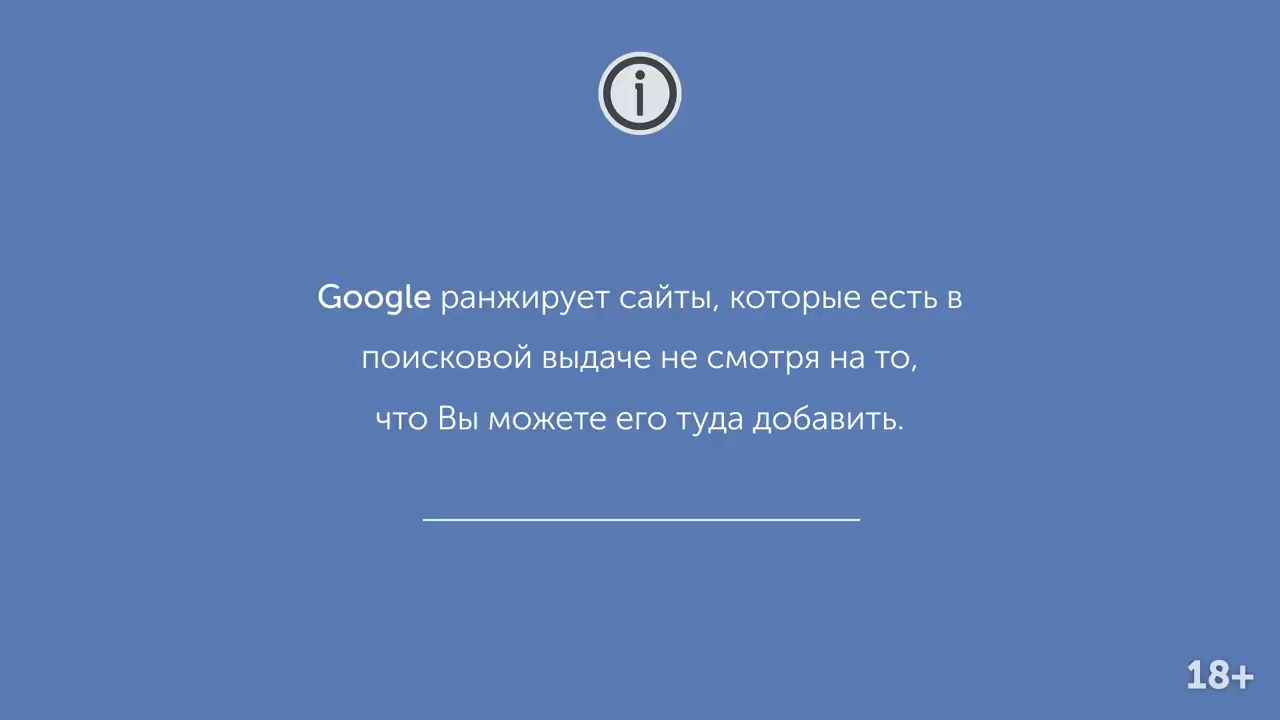 Google ранжирует сайты, которые есть в
поисковой выдаче не смотря на то,
что Вы можете его туда добавить.
18+